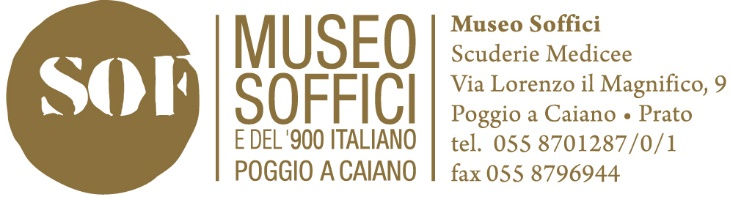 SOF
MUSEO
SOFFICI
E DEL '900 ITALIANO
POGGIO A CAIANO
Museo Soffici
Scuderie Medicee
Via Lorenzo il Magnifico, 9
Poggio a Caiano • Prato
tel. 055 8701287/0/1
fax 055 8796944